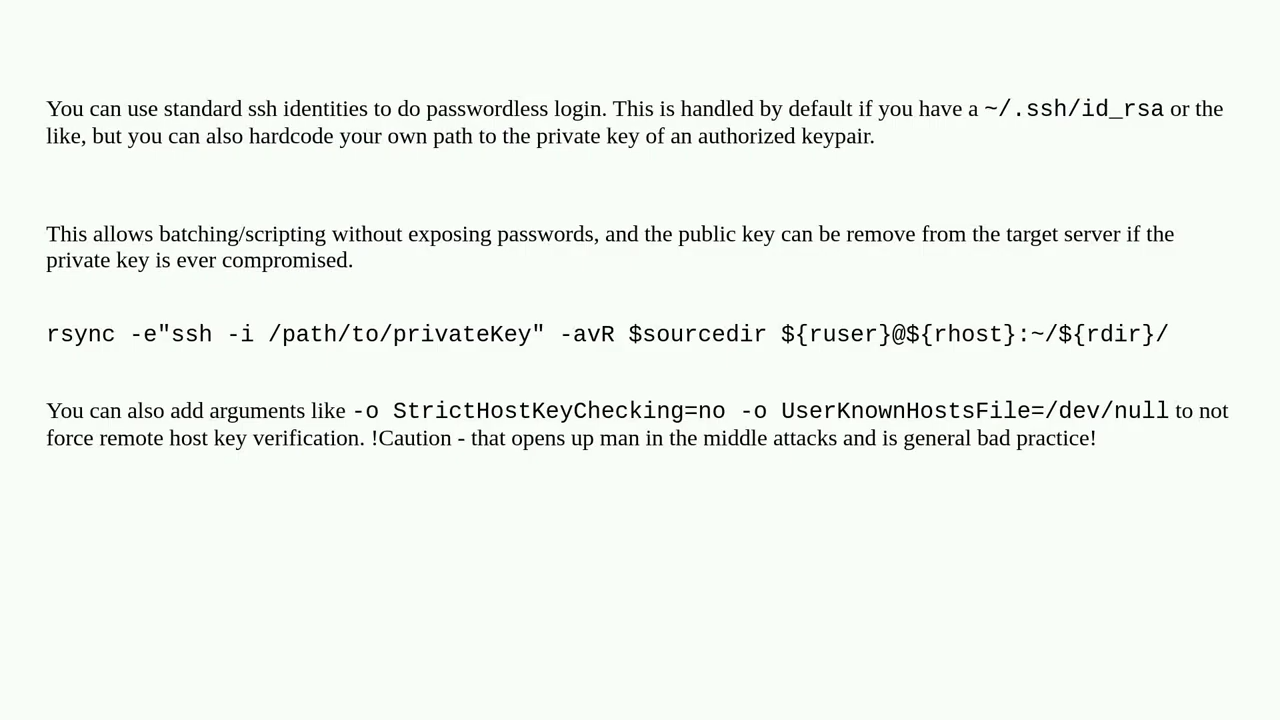 You can use standard ssh identities to do passwordless login. This is handled by default if you have a ~/.ssh/id_rsa or the
like, but you can also hardcode your own path to the private key of an authorized keypair.
This allows batching/scripting without exposing passwords, and the public key can be remove from the target server if the
private key is ever compromised.
rsync -e"ssh -i /path/to/privateKey" -avR $sourcedir ${ruser}@${rhost}:~/${rdir}/
You can also add arguments like -o StrictHostKeyChecking=no -o UserKnownHostsFile=/dev/null to not
force remote host key verification. !Caution - that opens up man in the middle attacks and is general bad practice!